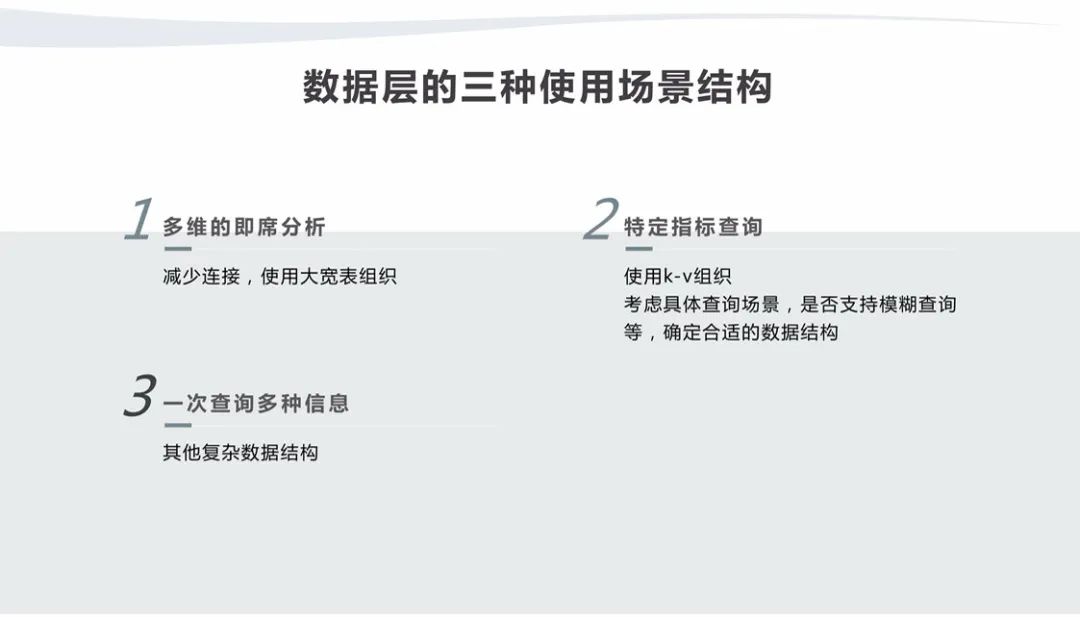 数据层的三种使用场景结构
1 多维的即席分析
减少连接，使用大宽表组织
2 特定指标查询
使用k-v组织
考虑具体查询场景，是否支持模糊查询
等，确定合适的数据结构
3 一次查询多种信息
其他复杂数据结构